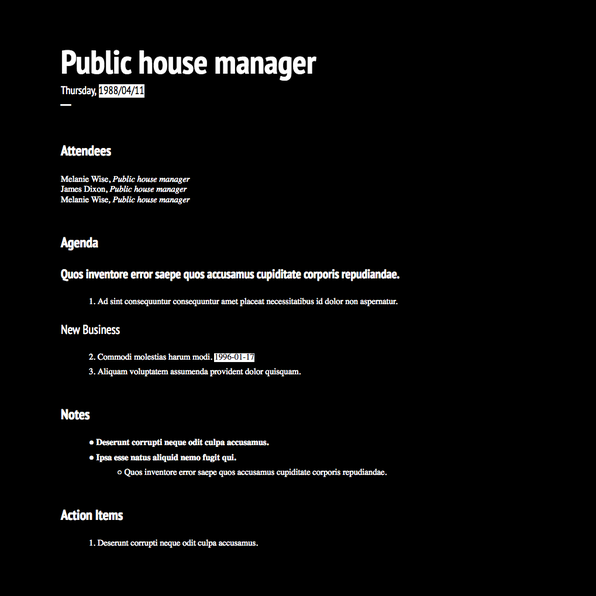 Public house manager
Thursday, 1988/04/11
Attendees
Melanie Wise, Public house manager
James Dixon, Public house manager
Melanie Wise, Public house manager
Agenda
Quos inventore error saepe quos accusamus cupiditate corporis repudiandae.
1. Ad sint consequuntur consequuntur amet placeat necessitatibus id dolor non aspernatur.
New Business
2. Commodi molestias harum modi. 1996-01-17
3. Aliquam voluptatem assumenda provident dolor quisquam.
Notes
● Deserunt corrupti neque odit culpa accusamus.
● Ipsa esse natus aliquid nemo fugit qui.
○ Quos inventore error saepe quos accusamus cupiditate corporis repudiandae.
Action Items
1. Deserunt corrupti neque odit culpa accusamus.